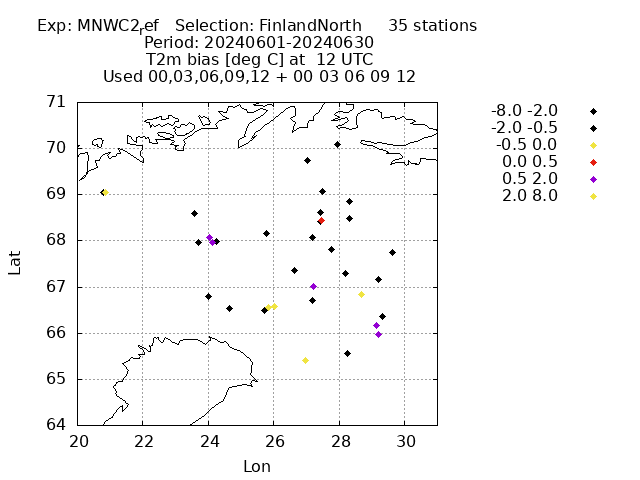 Exp: MNWC2ref   Selection: FinlandNorth     35 stations
Period: 20240601-20240630
T2m bias [deg C] at  12 UTC
Used 00,03,06,09,12 + 00 03 06 09 12
71
70
69
68
67
66
65
64
20 22 24 26 28 30
Lat
Lon
-8.0 -2.0
-2.0 -0.5
-0.5 0.0
0.0 0.5
0.5 2.0
2.0 8.0